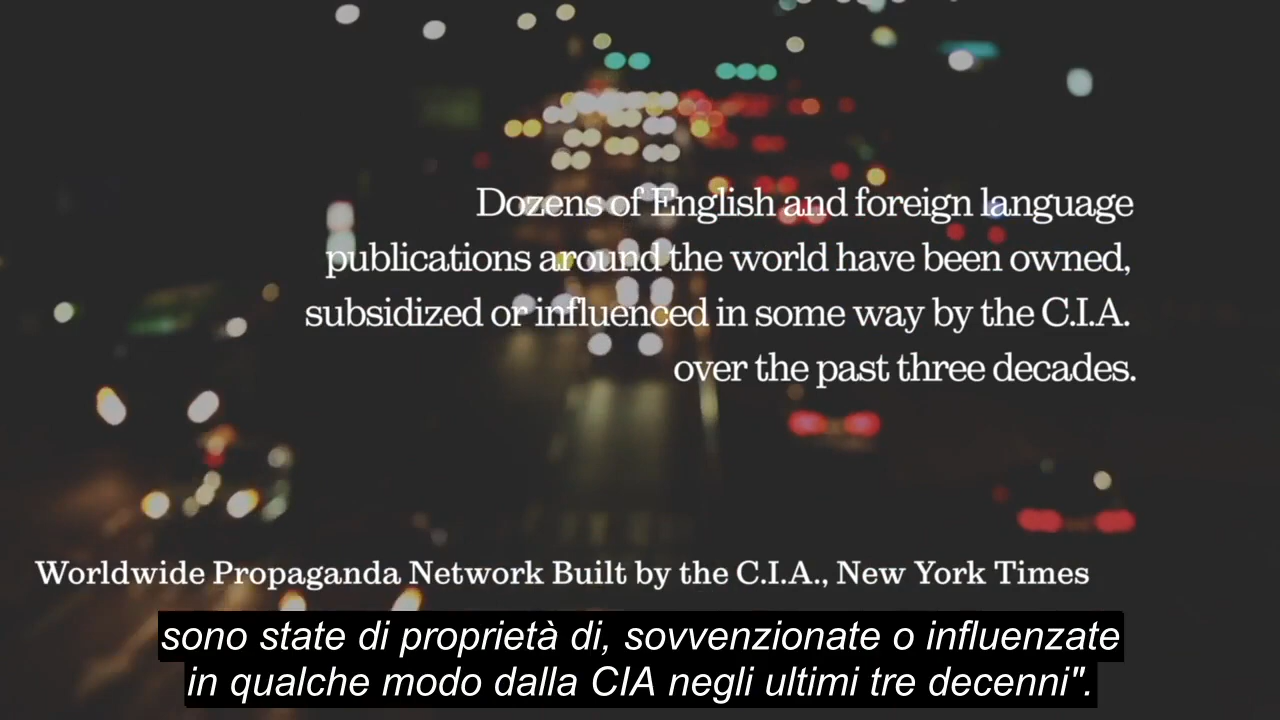 Dozens of English and foreign language
publications around the world have been owned,
subsidized or influenced in some way by the C.I.A.
over the past three decades.
Worldwide Propaganda Network Built by the C.I.A., New York Times
sono state di proprietà di, sovvenzionate o influenzate
in qualche modo dalla CIA negli ultimi tre decenni".